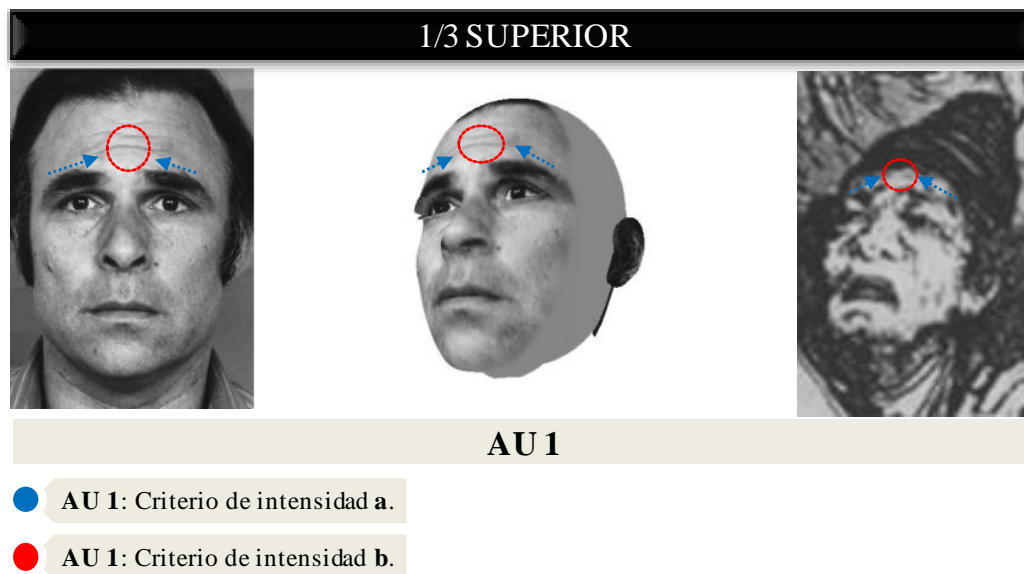 1/3 SUPERIOR
AU 1
AU 1: Criterio de intensidad a.
AU 1: Criterio de intensidad b.